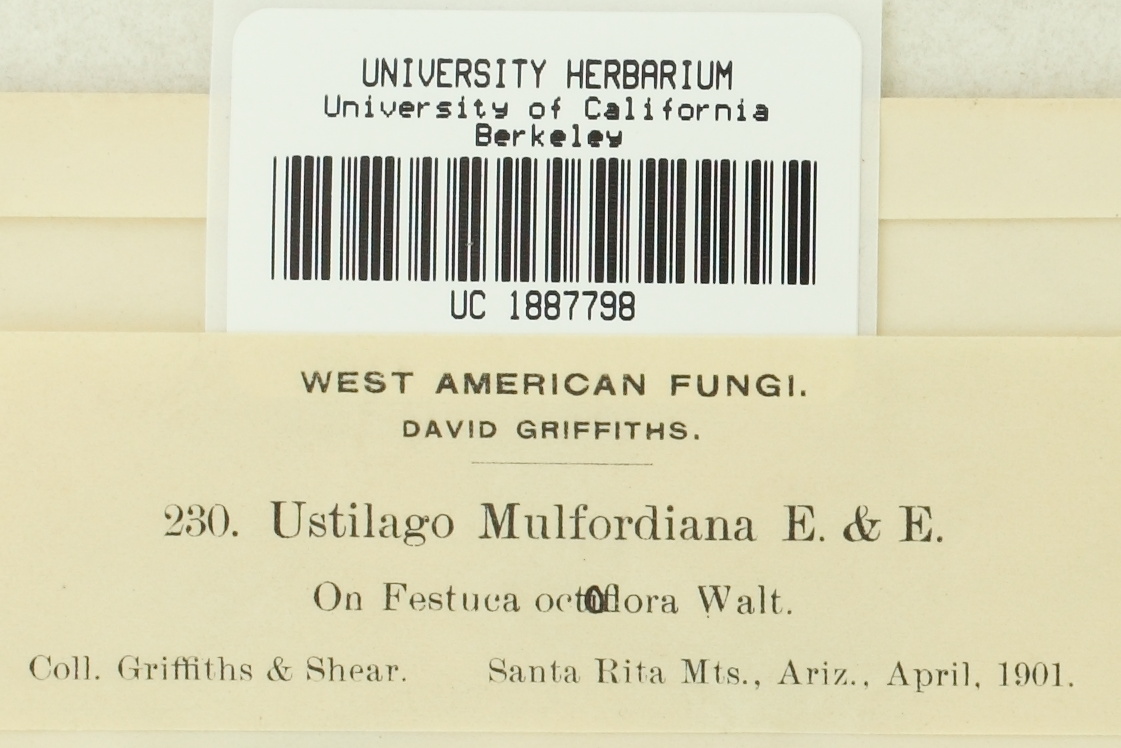 UNIVERSITY HERBARIUM
University of California
Berkeley
UC 1887798
WEST AMERICAN FUNGI.
DAVID GRIFFITHS.
230. Ustilago Mulfordiana E. & E.
On Festuca octoflora Walt.
Coll. Griffiths & Shear. Santa Rita Mts., Ariz., April, 1901.